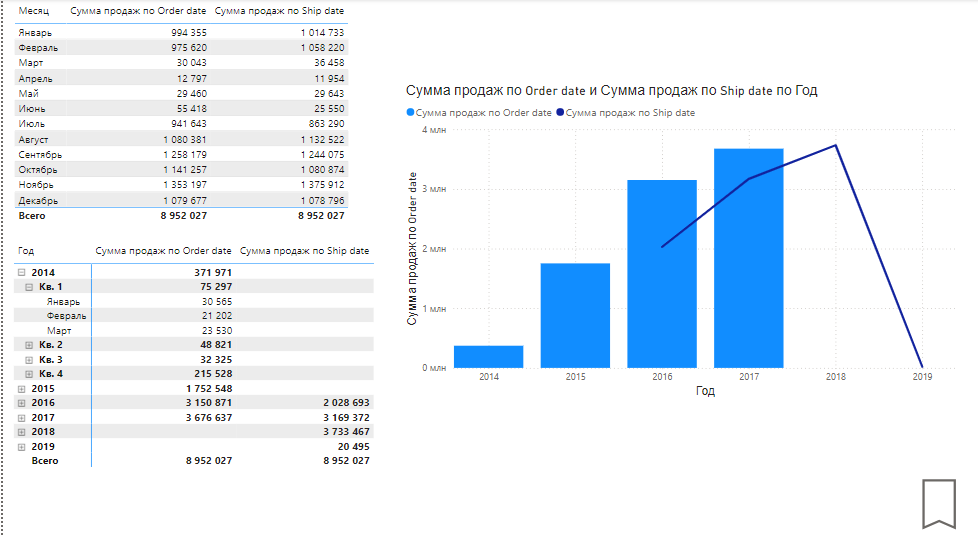 Месяц Сумма продаж по Order date Сумма продаж по Ship date
Январь 994 355 1 014 733
Февраль 975 620 1 058 220
Март 30 043 36 458
Апрель 12 797 11 954
Май 29 460 29 643
Июнь 55 418 25 550
Июль 941 643 863 290
Август 1 080 381 1 132 522
Сентябрь 1 258 179 1 244 075
Октябрь 1 141 257 1 080 874
Ноябрь 1 353 197 1 375 912
Декабрь 1 079 677 1 078 796
Всего 8 952 027 8 952 027
Год Сумма продаж по Order date Сумма продаж по Ship date
2014 371 971
Кв. 1 75 297
Январь 30 565
Февраль 21 202
Март 23 530
Кв. 2 48 821
Кв. 3 32 325
Кв. 4 215 528
2015 1 752 548
2016 3 150 871 2 028 693
2017 3 676 637 3 169 372
2018 3 733 467
2019 20 495
Всего 8 952 027 8 952 027
Сумма продаж по Order date и Сумма продаж по Ship date по Год
Сумма продаж по Order date Сумма продаж по Ship date
Сумма продаж по Order date
4 млн
3 млн
2 млн
1 млн
0 млн
2014 2015 2016 2017 2018 2019
Год